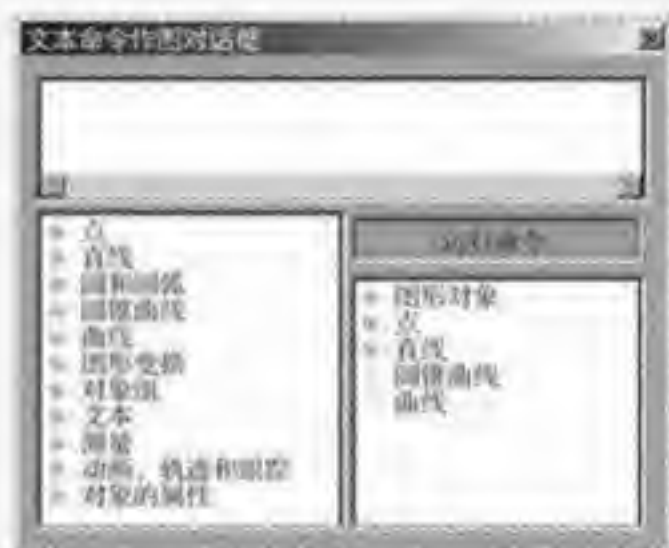 文本命令作图对话框
点
直线
圆和圆弧
圆锥曲线
曲线
图形变换
对象组
文本
测量
动画，轨迹和跟踪
对象的属性
运行命令
图形对象
点
直线
圆锥曲线
曲线